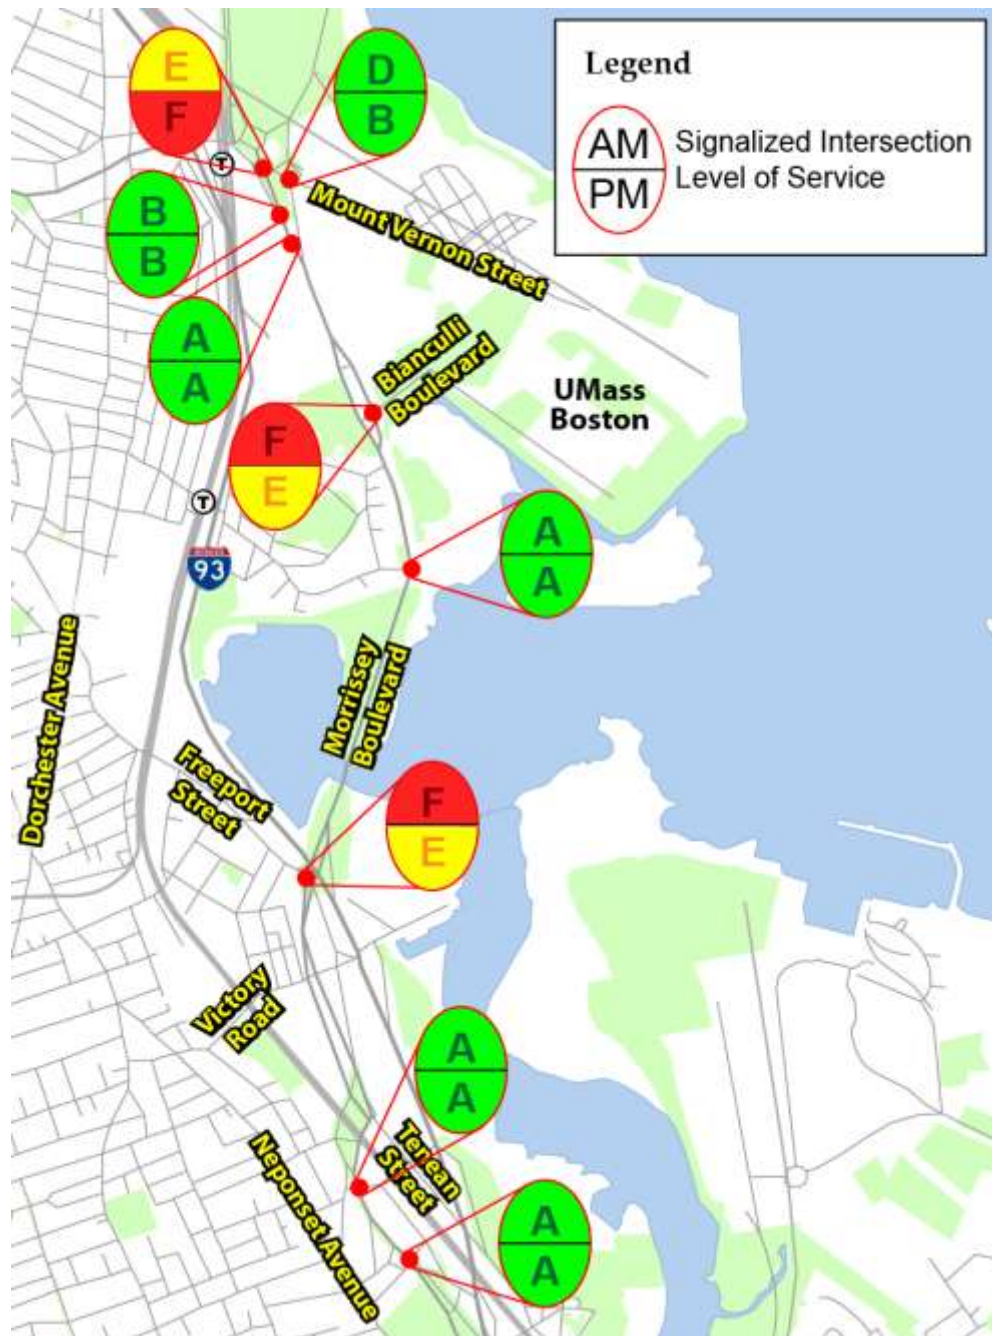 E
F
D
B
Legend
AM
PM
Signalized Intersection
Level of Service
T
B
B
Mount Vernon Street
A
A
Bianculli
Boulevard
UMass
Boston
F
E
T
A
A
93
Dorchester Avenue
Morrissey
Boulevard
Freeport
Street
F
E
Victory
Road
A
A
Tenean
Street
Neponset Avenue
A
A